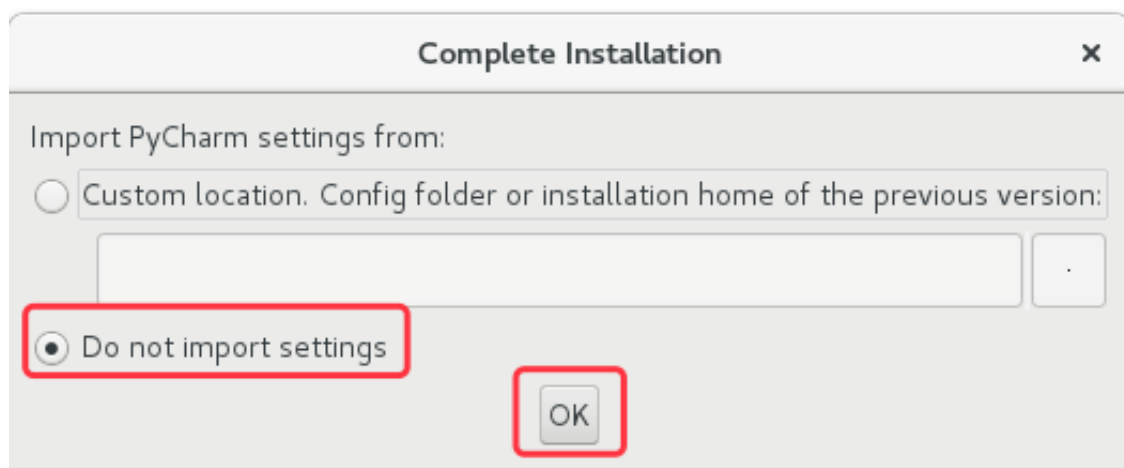 Complete Installation ×
Import PyCharm settings from:
Custom location. Config folder or installation home of the previous version:
.
Do not import settings
OK